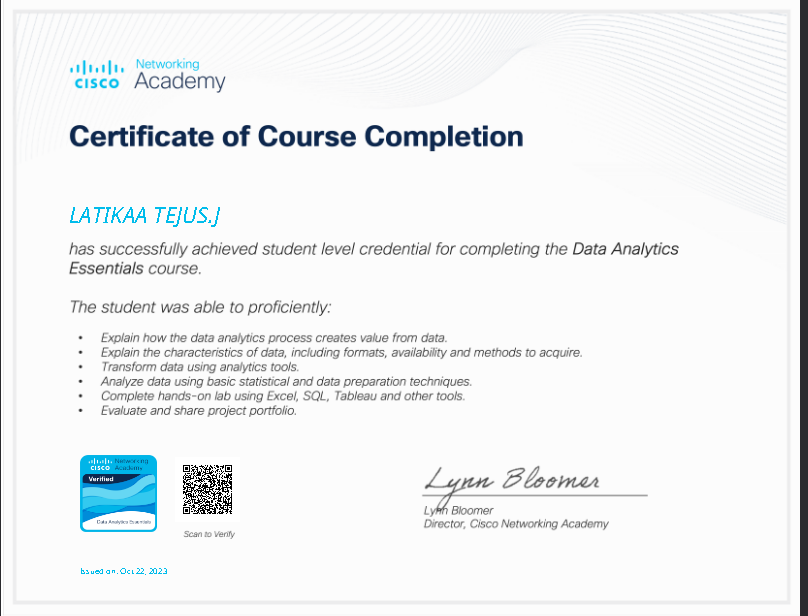 Networking
CISCO Academy
Certificate of Course Completion
LATIKAA TEJUS.J
has successfully achieved student level credential for completing the Data Analytics
Essentials course.
The student was able to proficiently:
• Explain how the data analytics process creates value from data.
• Explain the characteristics of data, including formats, availability and methods to acquire.
• Transform data using analytics tools.
• Analyze data using basic statistical and data preparation techniques.
• Complete hands-on lab using Excel, SQL, Tableau and other tools.
• Evaluate and share project portfolio.
Networking
CISCO Academy
Verified
Data Analytics Essentials
Scan to Verify
Lynn Bloomer
Lynn Bloomer
Director, Cisco Networking Academy
Issued on: Oct 22, 2023